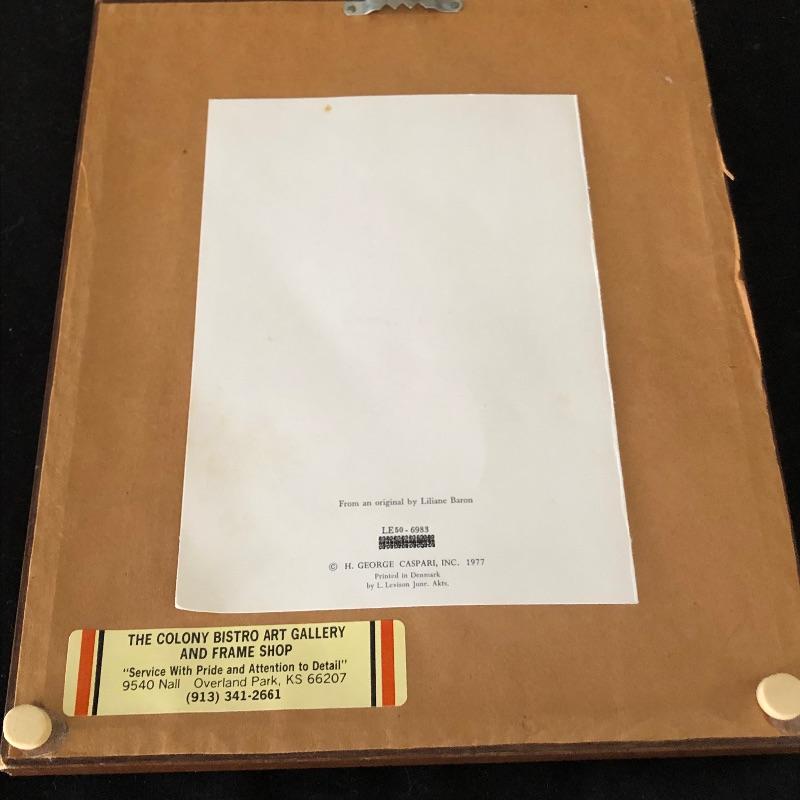 From an original by Liliane Baron
LE50-6983
© H. GEORGE CASPARI, INC. 1977
Printed in Denmark
by L. Levison Junr. Akts.
THE COLONY BISTRO ART GALLERY
AND FRAME SHOP
"Service With Pride and Attention to Detail"
9540 Nall Overland Park, KS 66207
(913) 341-2661